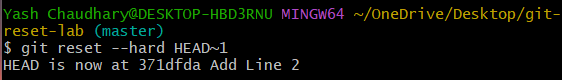 Yash Chaudhary@DESKTOP-HBD3RNU MINGW64 ~/OneDrive/Desktop/git-
reset-lab (master)
$ git reset --hard HEAD~1
HEAD is now at 371dfda Add Line 2